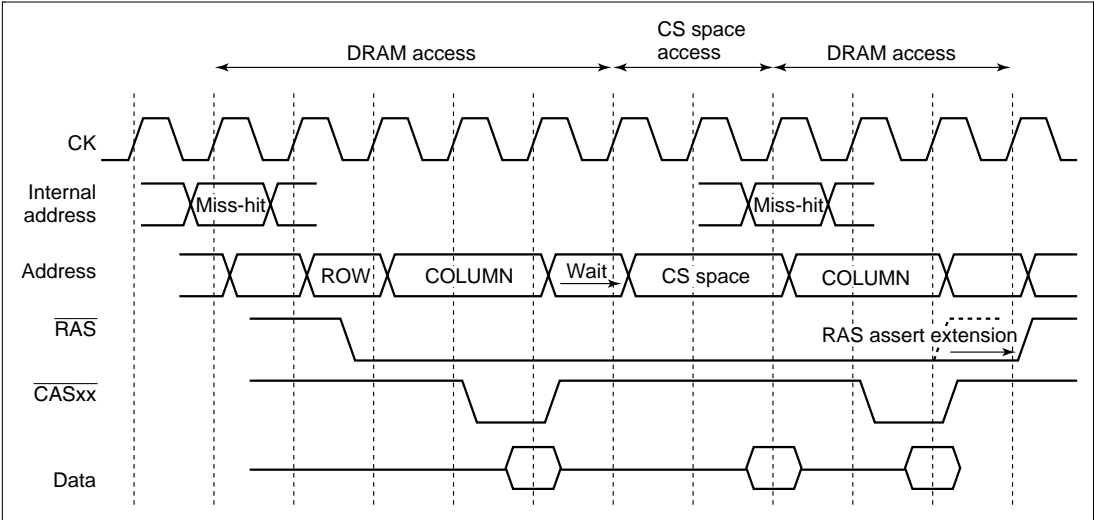 CS space
access
DRAM access
DRAM access
CK
Internal
address
Miss-hit
Miss-hit
Address
ROW
COLUMN
Wait
CS space
COLUMN
RAS
RAS assert extension
CASxx
Data